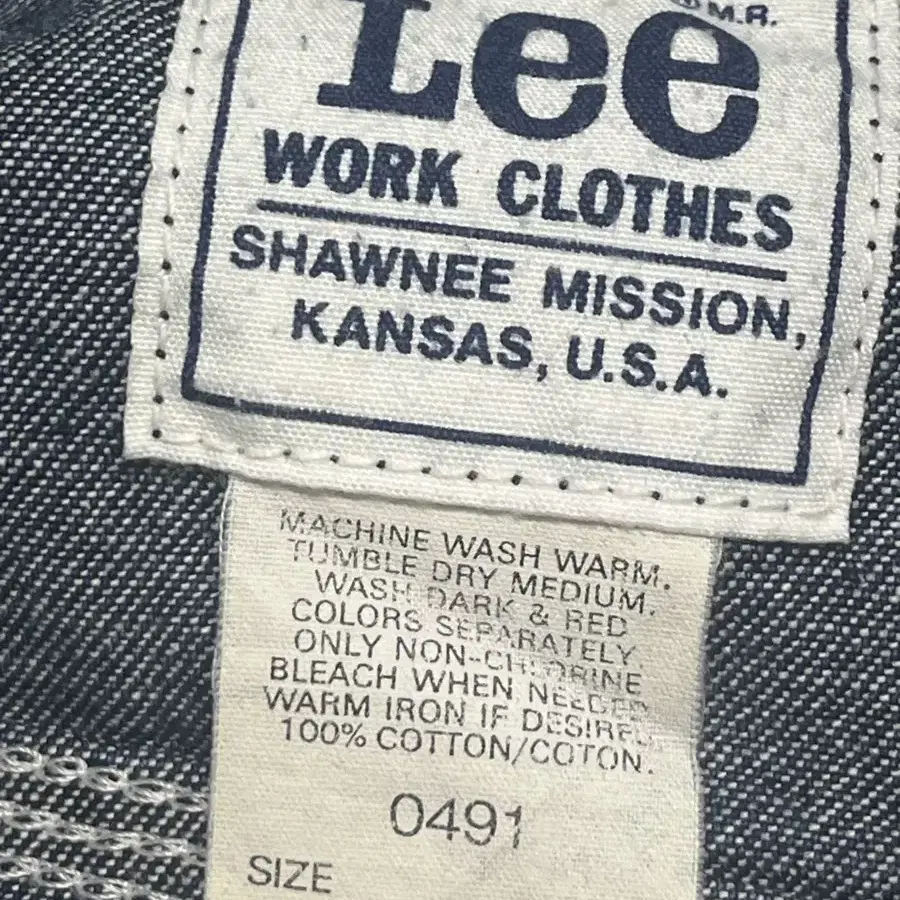 ® M.R.
Lee
WORK CLOTHES
SHAWNEE MISSION,
KANSAS, U.S.A.
MACHINE WASH WARM.
TUMBLE DRY MEDIUM.
WASH DARK & RED
COLORS SEPARATELY.
ONLY NON-CHLORINE
BLEACH WHEN NEEDED
WARM IRON IF DESIRED.
100% COTTON/COTON.
0491
SIZE